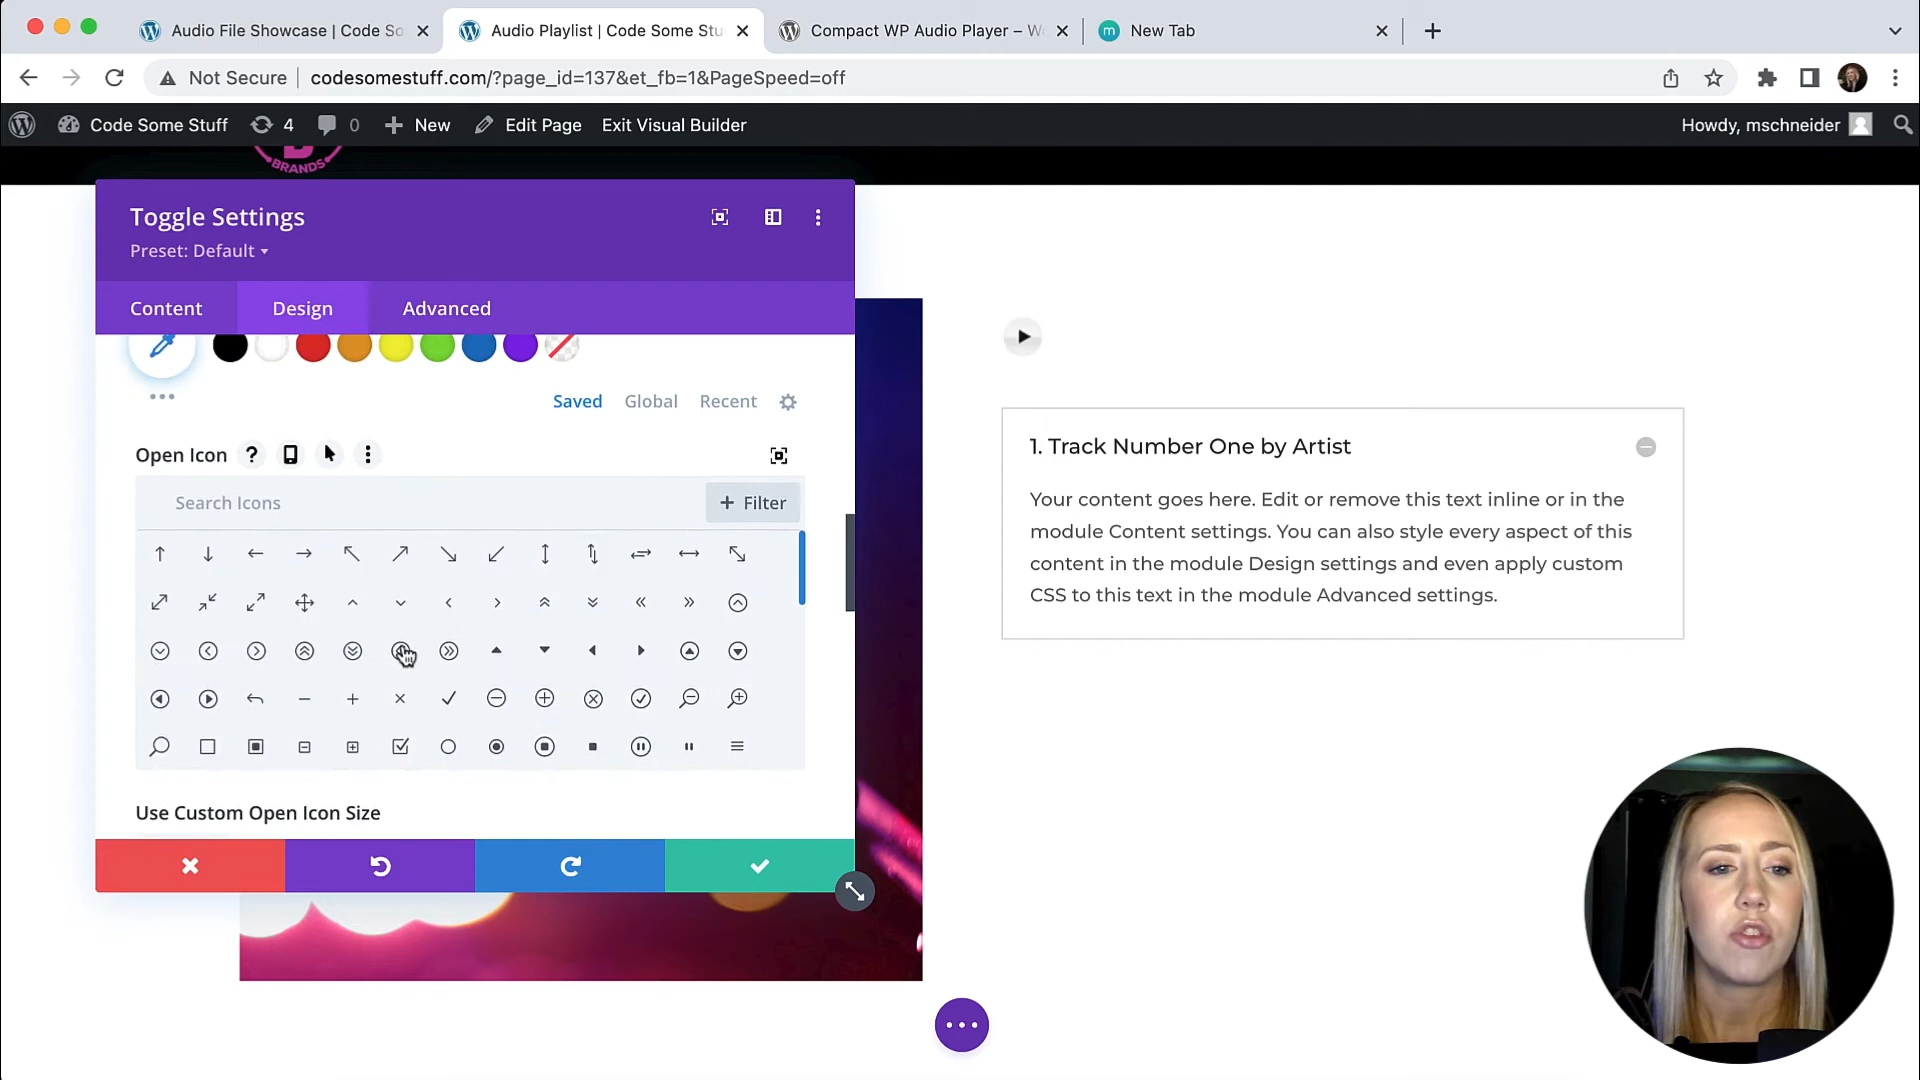 Audio File Showcase | Code So
Audio Playlist | Code Some Stu
Compact WP Audio Player – W
New Tab
Not Secure
codesomestuff.com/?page_id=137&et_fb=1&PageSpeed=off
Code Some Stuff
4
0
New
Edit Page
Exit Visual Builder
Howdy, mschneider
BRANDS
Toggle Settings
Preset: Default
Content
Design
Advanced
Saved
Global
Recent
Open Icon
Search Icons
+ Filter
Use Custom Open Icon Size
1. Track Number One by Artist
Your content goes here. Edit or remove this text inline or in the
module Content settings. You can also style every aspect of this
content in the module Design settings and even apply custom
CSS to this text in the module Advanced settings.